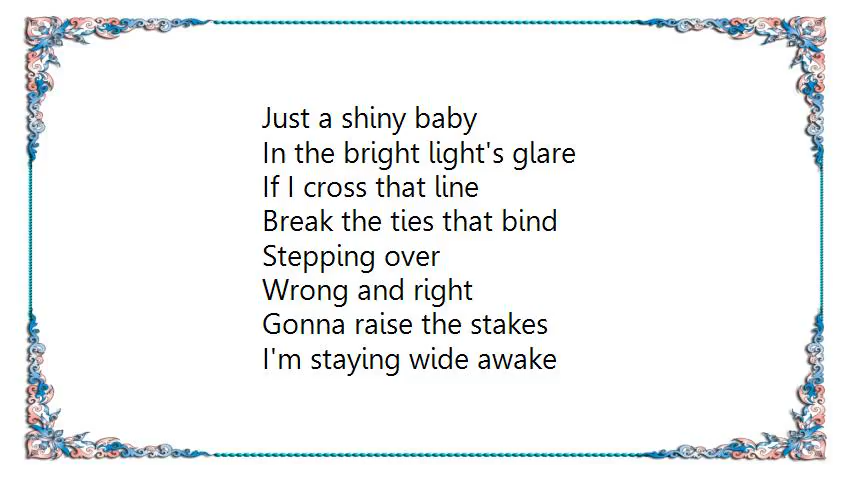 Just a shiny baby
In the bright light's glare
If I cross that line
Break the ties that bind
Stepping over
Wrong and right
Gonna raise the stakes
I'm staying wide awake